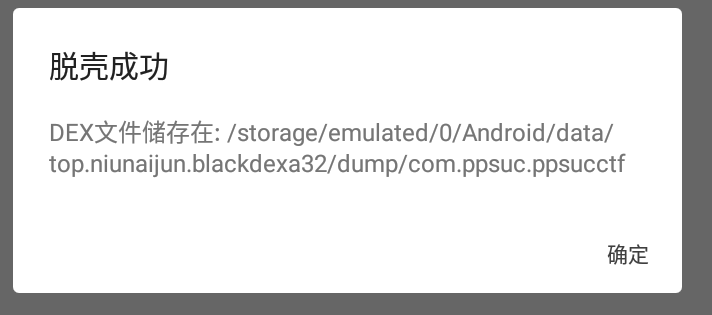 脱壳成功
DEX文件储存在: /storage/emulated/0/Android/data/
top.niunaijun.blackdexa32/dump/com.ppsuc.ppsucctf
确定